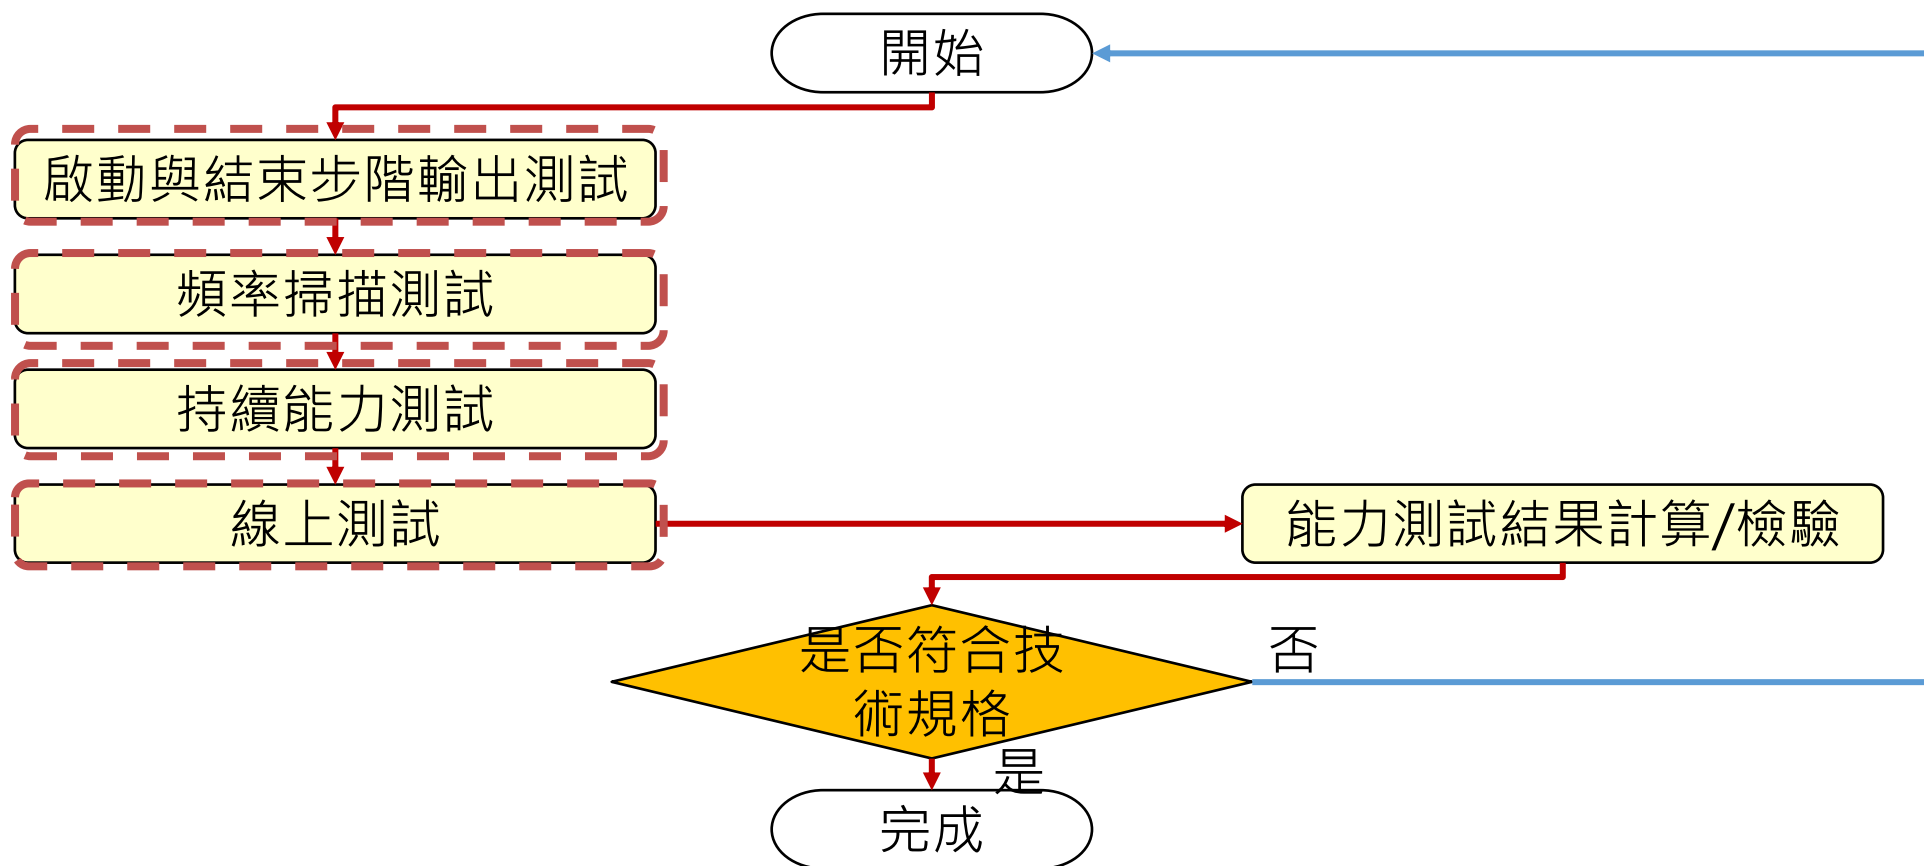 開始
啟動與結束步階輸出測試
頻率掃描測試
持續能力測試
線上測試
能力測試結果計算/檢驗
是否符合技
術規格
否
是
完成